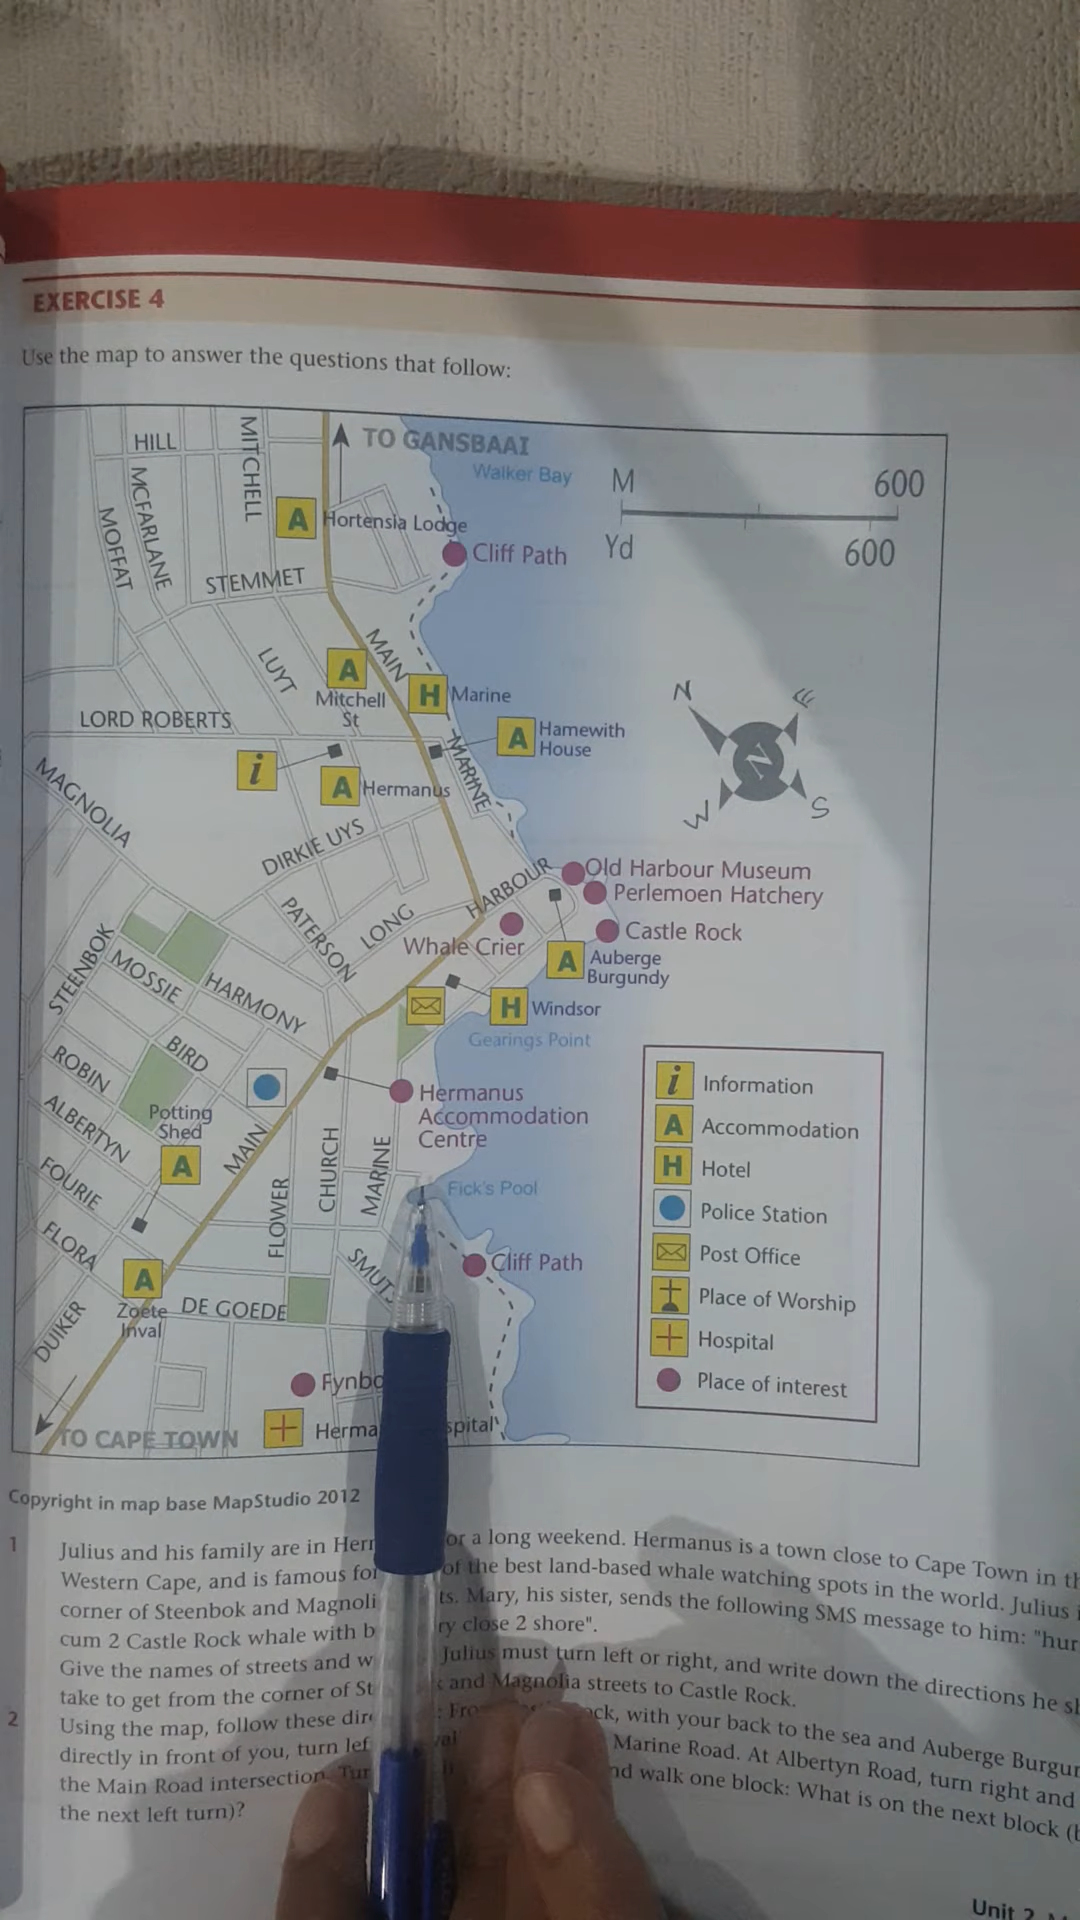 EXERCISE 4
Use the map to answer the questions that follow:
HILL
MITCHELL
TO GANSBAAI
Walker Bay
M
600
MCFARLANE
MOFFAT
A
Hortensia Lodge
Cliff Path
Yd
600
STEMMET
MAIN
LUYT
A
Mitchell
St
H
Marine
N
E
LORD ROBERTS
A
Hamewith
House
MARINE
N
i
A
Hermanus
W
S
MAGNOLIA
DIRKIE UYS
HARBOUR
Old Harbour Museum
Perlemoen Hatchery
PATERSON
LONG
Castle Rock
Whale Crier
A
Auberge
Burgundy
STEENBOK
MOSSIE
HARMONY
H
Windsor
Gearings Point
BIRD
ROBIN
Hermanus
Accommodation
Centre
ALBERTYN
Potting
Shed
A
MAIN
CHURCH
MARINE
FOURIE
FLOWER
Fick's Pool
FLORA
SMUTS
Cliff Path
A
Zoete
Inval
DE GOEDE
DUIKER
TO CAPE TOWN
i Information
A Accommodation
H Hotel
Police Station
Post Office
Place of Worship
Hospital
Place of interest
Copyright in map base MapStudio 2012
1 Julius and his family are in or a long weekend. Hermanus is a town close to Cape Town in
Western Cape, and is famous of the best land-based whale watching spots in the world. Julius
corner of Steenbok and Mary, his sister, sends the following SMS message to him:
cum 2 Castle Rock whale with close 2 shore".
Give the names of streets and Julius must turn left or right, and write down the directions he
take to get from the corner of and Magnolia streets to Castle Rock.
2 Using the map, follow these with your back to the sea and Auberge
directly in front of you, turn Marine Road. At Albertyn Road, turn right and
the Main Road intersection. and walk one block: What is on the next block
the next left turn)?
Unit 2